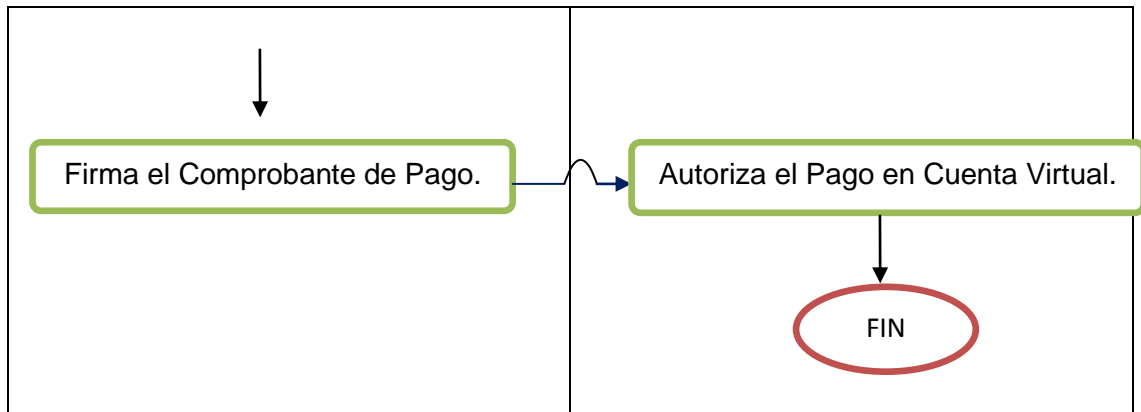 Firma el Comprobante de Pago.
Autoriza el Pago en Cuenta Virtual.
FIN